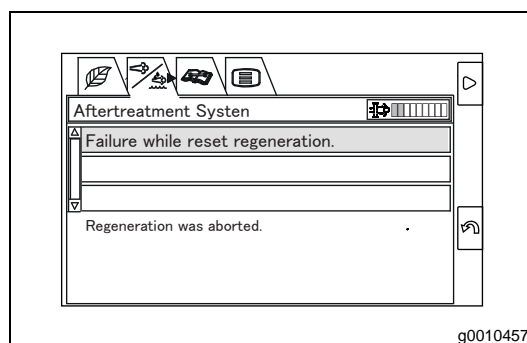 Aftertreatment Systen
Failure while reset regeneration.
Regeneration was aborted.
g0010457